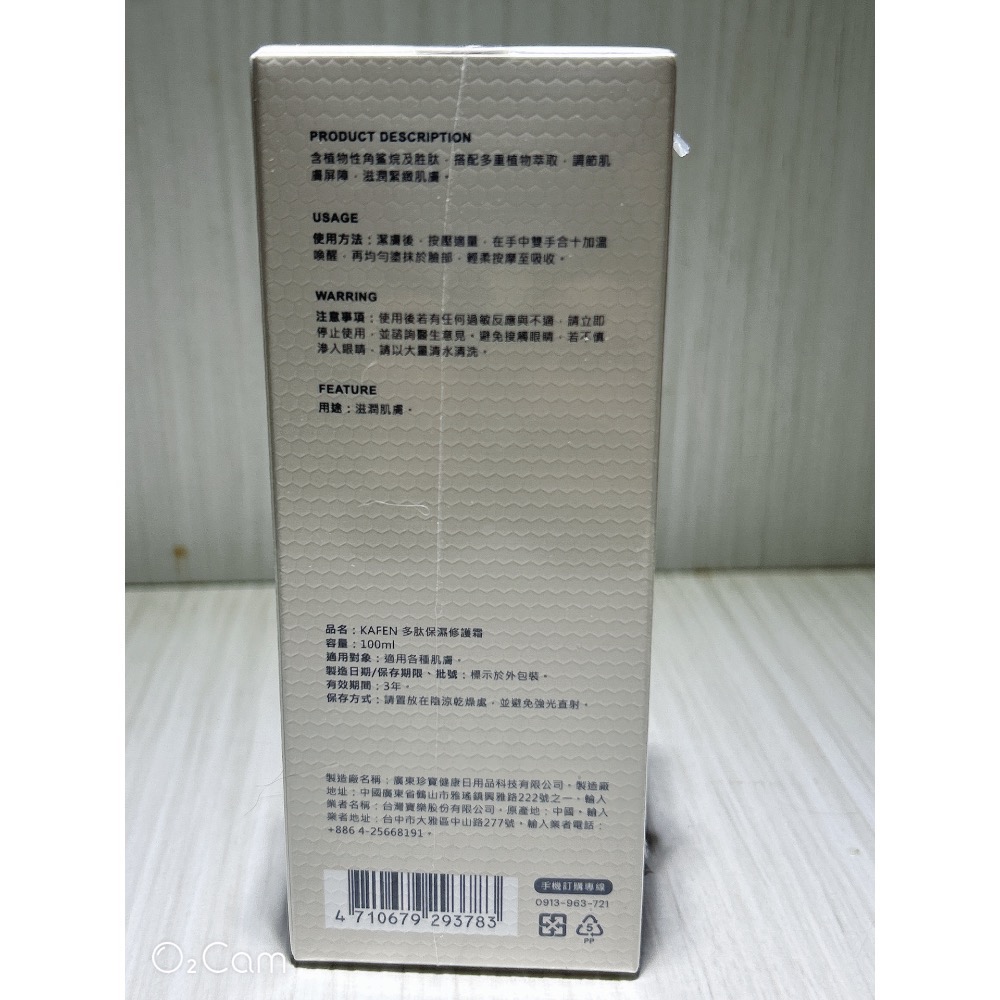 PRODUCT DESCRIPTION
含植物性角鯊烷及胜肽，搭配多重植物萃取，調節肌
膚屏障，滋潤緊緻肌膚。
USAGE
使用方法：潔膚後，按壓適量，在手中雙手合十加溫
喚醒，再均勻塗抹於臉部，輕柔按摩至吸收。
WARRING
注意事項：使用後若有任何過敏反應與不適，請立即
停止使用，並諮詢醫生意見。避免接觸眼睛，若不慎
滲入眼睛，請以大量清水清洗。
FEATURE
用途：滋潤肌膚。
品名：KAFEN 多肽保濕修護霜
容量：100ml
適用對象：適用各種肌膚。
製造日期/保存期限、批號：標示於外包裝。
有效期間：3年。
保存方式：請置放在陰涼乾燥處，並避免強光直射。
製造廠名稱：廣東珍寶健康日用品科技有限公司。製造廠
地址：中國廣東省鶴山市雅瑤鎮興雅路222號之一。輸入
業者名稱：台灣寶樂股份有限公司。原產地：中國。輸入
業者地址：台中市大雅區中山路277號。輸入業者電話：
+886 4-25668191。
4 710679 293783
手機訂購專線
0913-963-721
5
PP
O2Cam